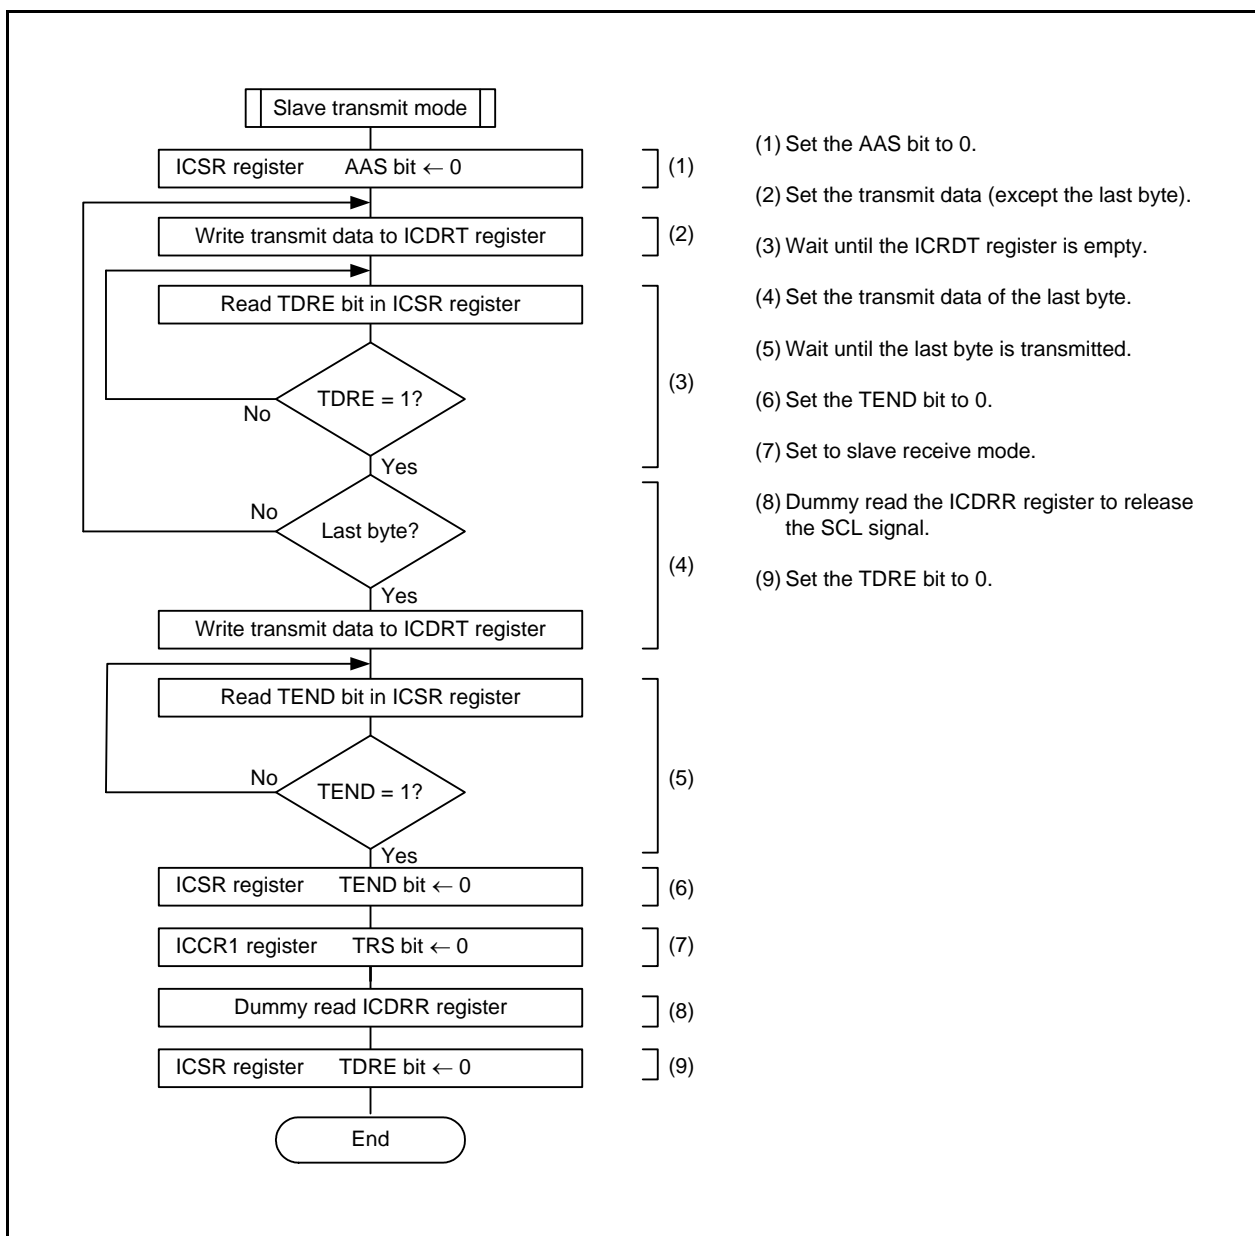 Slave transmit mode
ICSR register AAS bit ← 0
(1)
Write transmit data to ICDRT register
(2)
Read TDRE bit in ICSR register
TDRE = 1?
No
(3)
Yes
No
Last byte?
(4)
Yes
Write transmit data to ICDRT register
Read TEND bit in ICSR register
No
TEND = 1?
(5)
Yes
ICSR register TEND bit ← 0
(6)
ICCR1 register TRS bit ← 0
(7)
Dummy read ICDRR register
(8)
ICSR register TDRE bit ← 0
(9)
End
(1) Set the AAS bit to 0.
(2) Set the transmit data (except the last byte).
(3) Wait until the ICRDT register is empty.
(4) Set the transmit data of the last byte.
(5) Wait until the last byte is transmitted.
(6) Set the TEND bit to 0.
(7) Set to slave receive mode.
(8) Dummy read the ICDRR register to release
the SCL signal.
(9) Set the TDRE bit to 0.